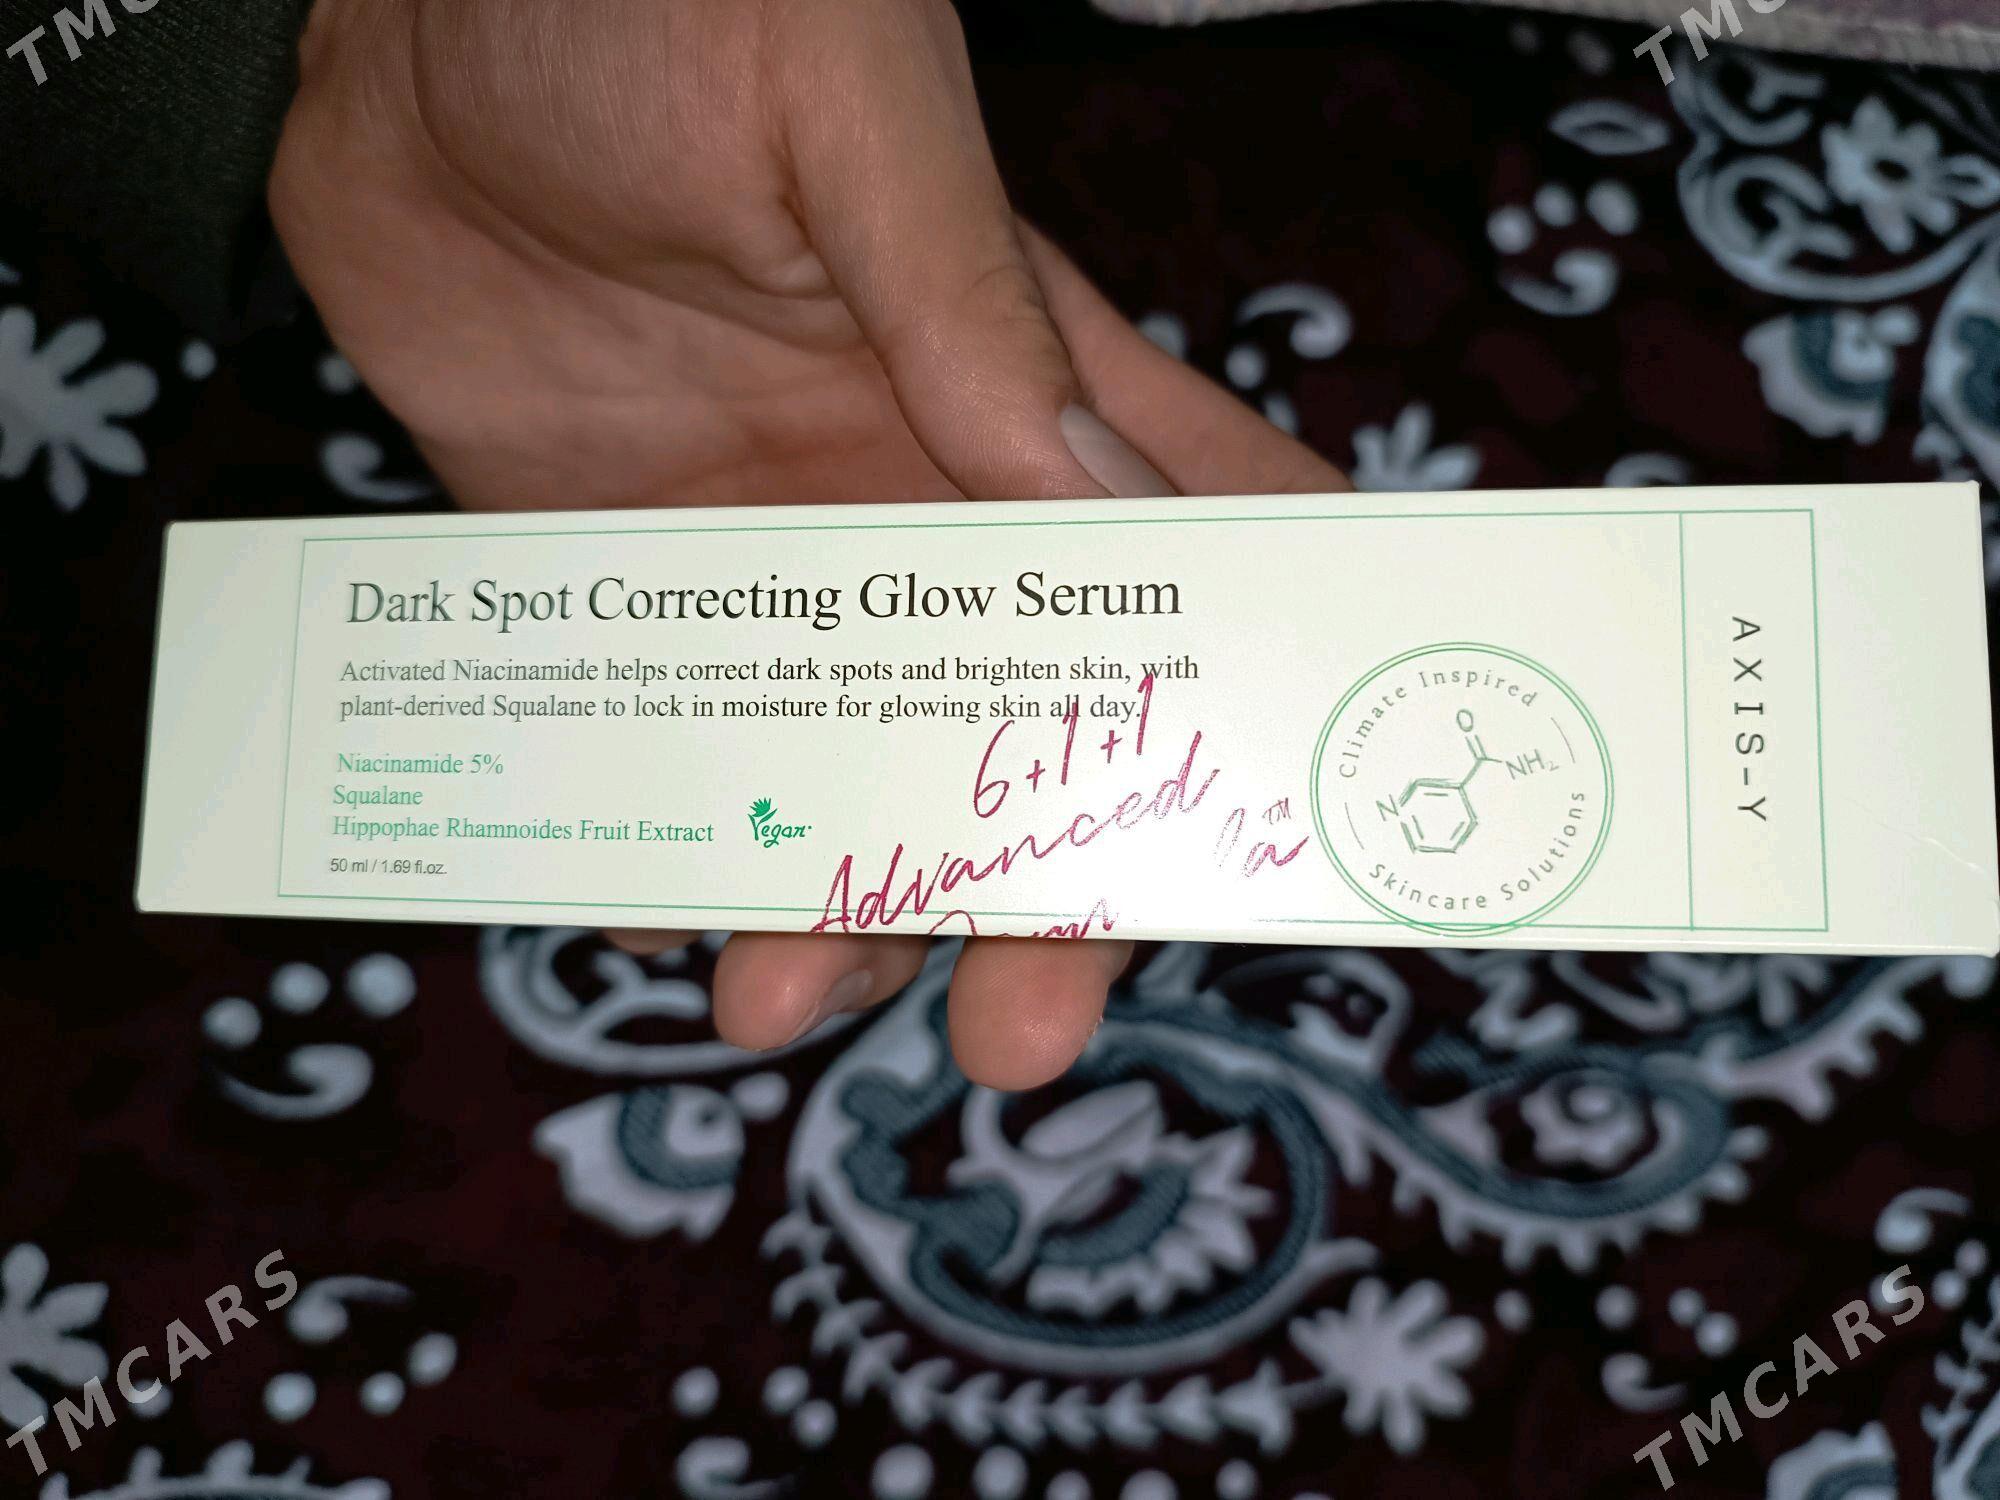 Dark Spot Correcting Glow Serum
Activated Niacinamide helps correct dark spots and brighten skin, with
plant-derived Squalane to lock in moisture for glowing skin all day.
6+1+1
Advanced
TM
Niacinamide 5%
Squalane
Hippophae Rhamnoides Fruit Extract
Vegan
50 ml / 1.69 fl.oz.
Climate Inspired
O
NH₂
N
Skincare Solutions
AXIS-Y
TMCARS
TMCARS